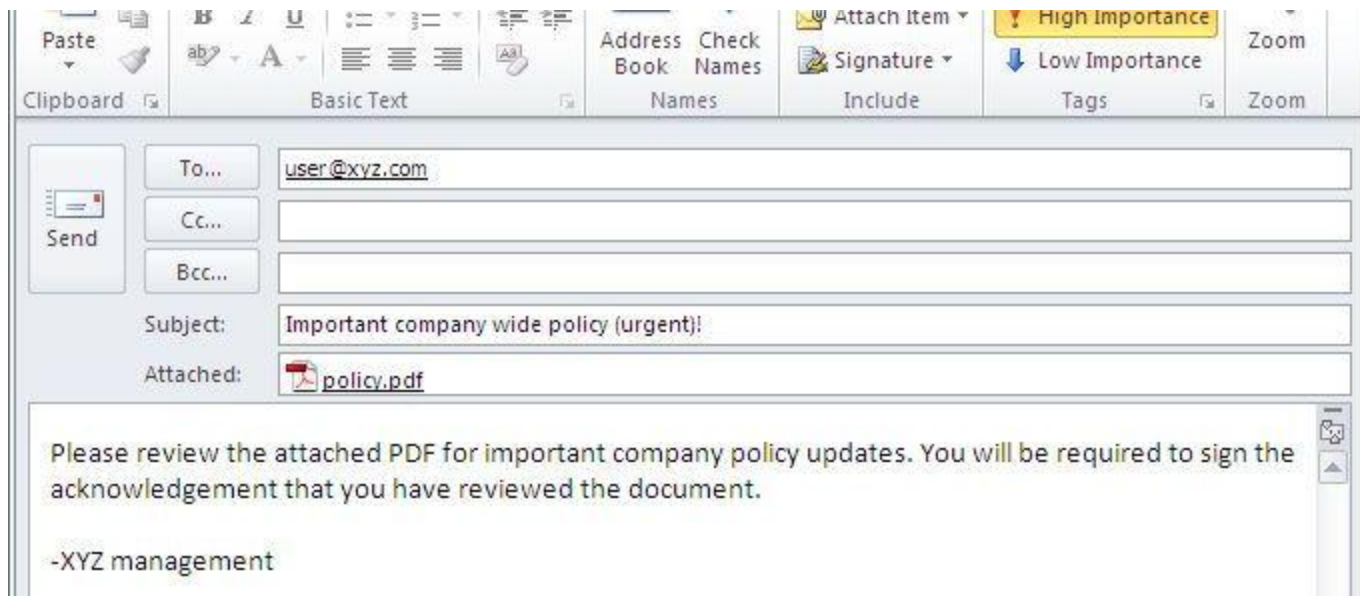 B I U Attach Item High Importance
Paste Address Check Zoom
ab A Aa Book Names Signature Low Importance
Clipboard Basic Text Names Include Tags Zoom
To... user@xyz.com
Cc...
Send
Bcc...
Subject: Important company wide policy (urgent)!
Attached: policy.pdf
Please review the attached PDF for important company policy updates. You will be required to sign the
acknowledgement that you have reviewed the document.
-XYZ management